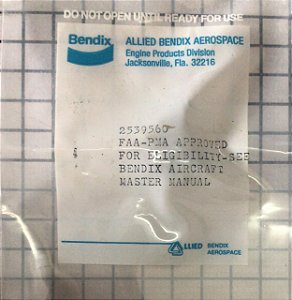 DO NOT OPEN UNTIL READY FOR USE
Bendix
ALLIED BENDIX AEROSPACE
Engine Products Division
Jacksonville, Fla. 32216
2539560
FAA-PMA APPROVED
FOR ELIGIBILITY-SEE
BENDIX AIRCRAFT
MASTER MANUAL
ALLIED BENDIX
AEROSPACE